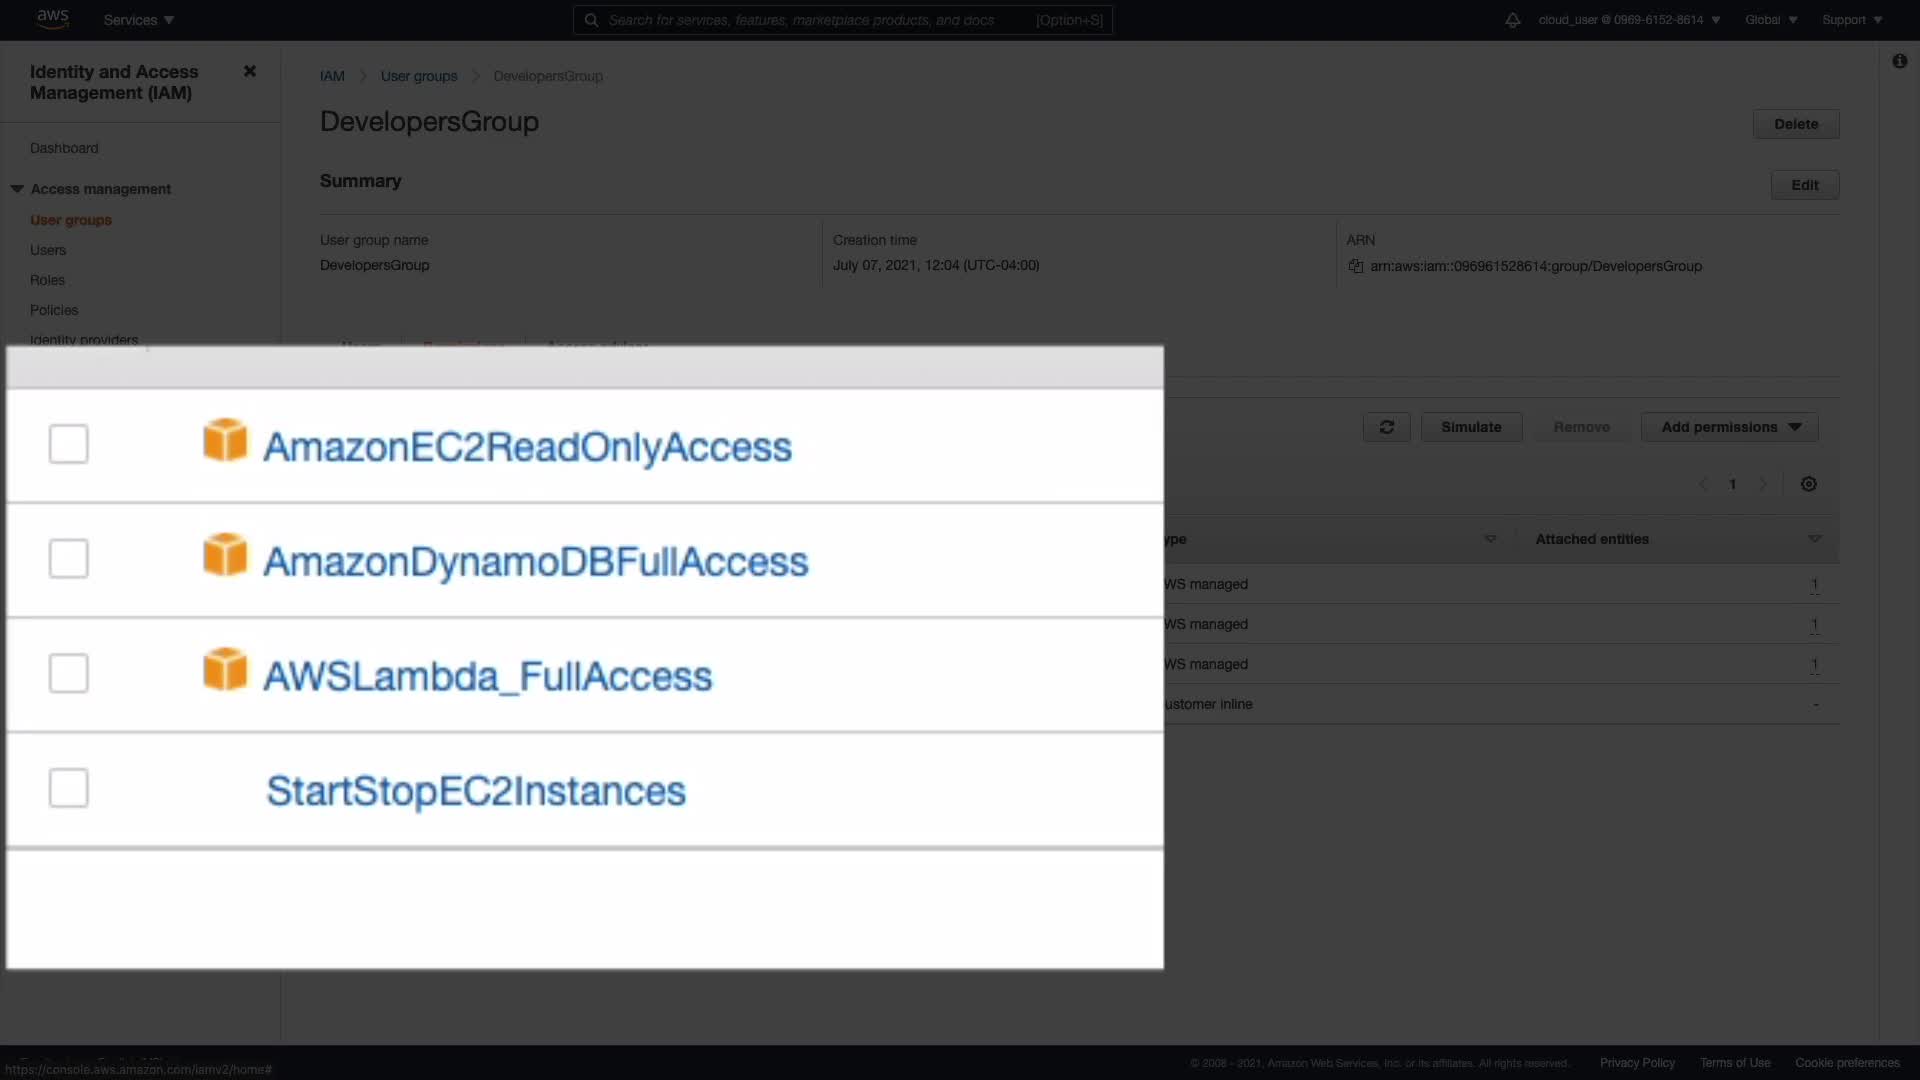 aws
Services
Search for services, features, marketplace products, and docs
[Option+S]
cloud_user @ 0969-6152-8614
Global
Support
Identity and Access
Management (IAM)
IAM
User groups
DevelopersGroup
DevelopersGroup
Delete
Dashboard
Summary
Edit
Access management
User groups
Users
Roles
Policies
Identity providers
User group name
DevelopersGroup
Creation time
July 07, 2021, 12:04 (UTC-04:00)
ARN
arn:aws:iam::096961528614:group/DevelopersGroup
Simulate
Remove
Add permissions
1
ype
Attached entities
AmazonEC2ReadOnlyAccess
WS managed
1
AmazonDynamoDBFullAccess
WS managed
1
AWSLambda_FullAccess
WS managed
1
StartStopEC2Instances
ustomer inline
-
https://console.aws.amazon.com/iamv2/home#
© 2008 - 2021, Amazon Web Services, Inc. or its affiliates. All rights reserved.
Privacy Policy
Terms of Use
Cookie preferences